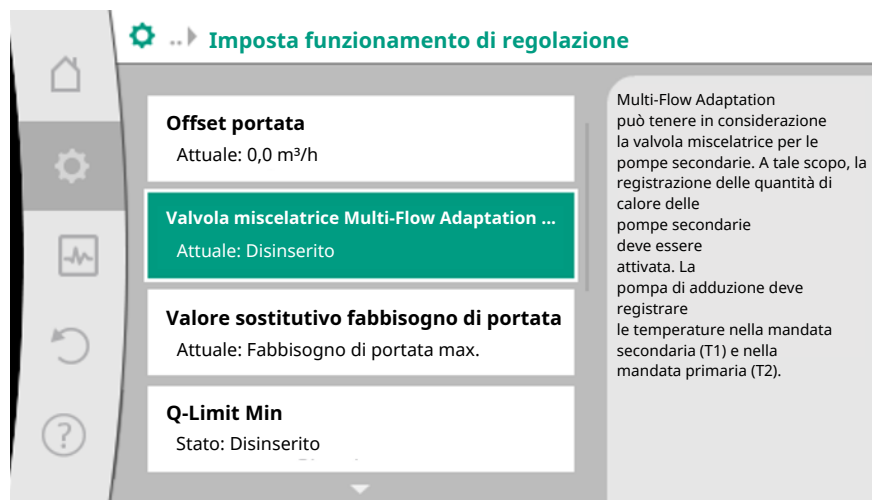 Imposta funzionamento di regolazione
Offset portata
Attuale: 0,0 m³/h
Valvola miscelatrice Multi-Flow Adaptation ...
Attuale: Disinserito
Valore sostitutivo fabbisogno di portata
Attuale: Fabbisogno di portata max.
Q-Limit Min
Stato: Disinserito
Multi-Flow Adaptation
può tenere in considerazione
la valvola miscelatrice per le
pompe secondarie. A tale scopo, la
registrazione delle quantità di
calore delle
pompe secondarie
deve essere
attivata. La
pompa di adduzione deve
registrare
le temperature nella mandata
secondaria (T1) e nella
mandata primaria (T2).